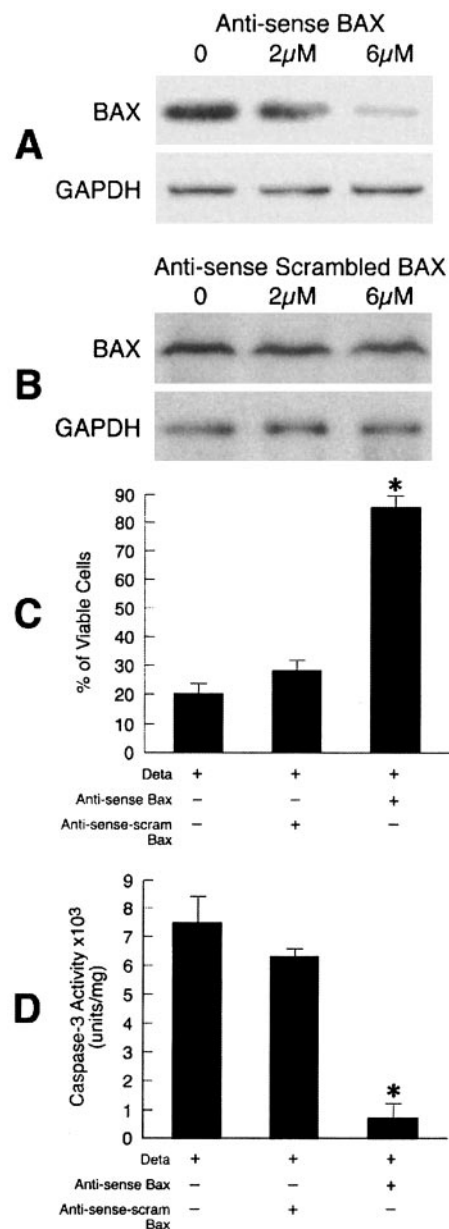 Anti-sense BAX
0 2µM 6µM
BAX
A
GAPDH
Anti-sense Scrambled BAX
0 2µM 6µM
BAX
B
GAPDH
C
% of Viable Cells
90
80
70
60
50
40
30
20
10
0
*
Deta + + +
Anti-sense Bax − − +
Anti-sense-scram − + −
Bax
D
Caspase-3 Activity x10³
(units/mg)
9
8
7
6
5
4
3
2
1
0
*
Deta + + +
Anti-sense Bax − − +
Anti-sense-scram − + −
Bax